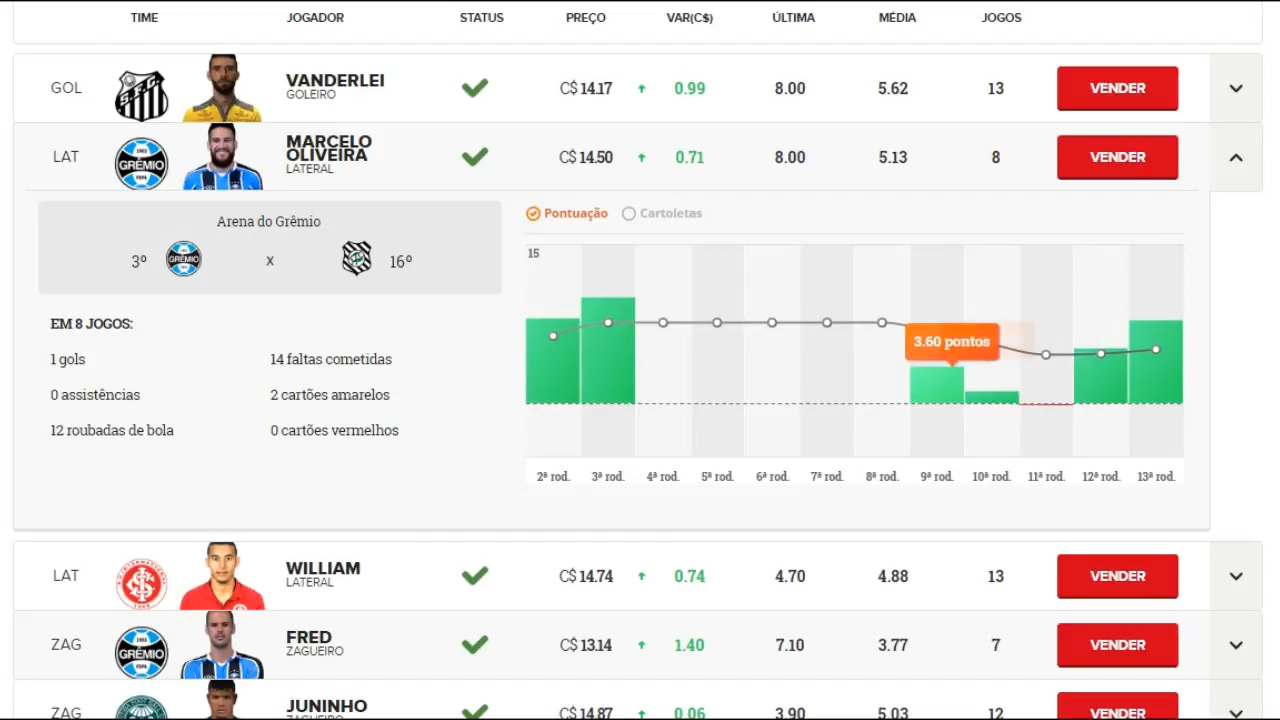 TIME JOGADOR STATUS PREÇO VAR(C$) ÚLTIMA MÉDIA JOGOS
GOL VANDERLEI C$ 14.17 0.99 8.00 5.62 13 VENDER
GOLEIRO
LAT MARCELO OLIVEIRA C$ 14.50 0.71 8.00 5.13 8 VENDER
LATERAL
GRÊMIO
Arena do Grêmio
3º GRÊMIO x 16º
EM 8 JOGOS:
1 gols 14 faltas cometidas
0 assistências 2 cartões amarelos
12 roubadas de bola 0 cartões vermelhos
Pontuação Cartoletas
15
3.60 pontos
2ª rod. 3ª rod. 4ª rod. 5ª rod. 6ª rod. 7ª rod. 8ª rod. 9ª rod. 10ª rod. 11ª rod. 12ª rod. 13ª rod.
LAT WILLIAM C$ 14.74 0.74 4.70 4.88 13 VENDER
LATERAL
ZAG FRED C$ 13.14 1.40 7.10 3.77 7 VENDER
ZAGUEIRO
GRÊMIO
ZAG JUNINHO C$ 14.87 0.06 3.90 5.03 12 VENDER
ZAGUEIRO